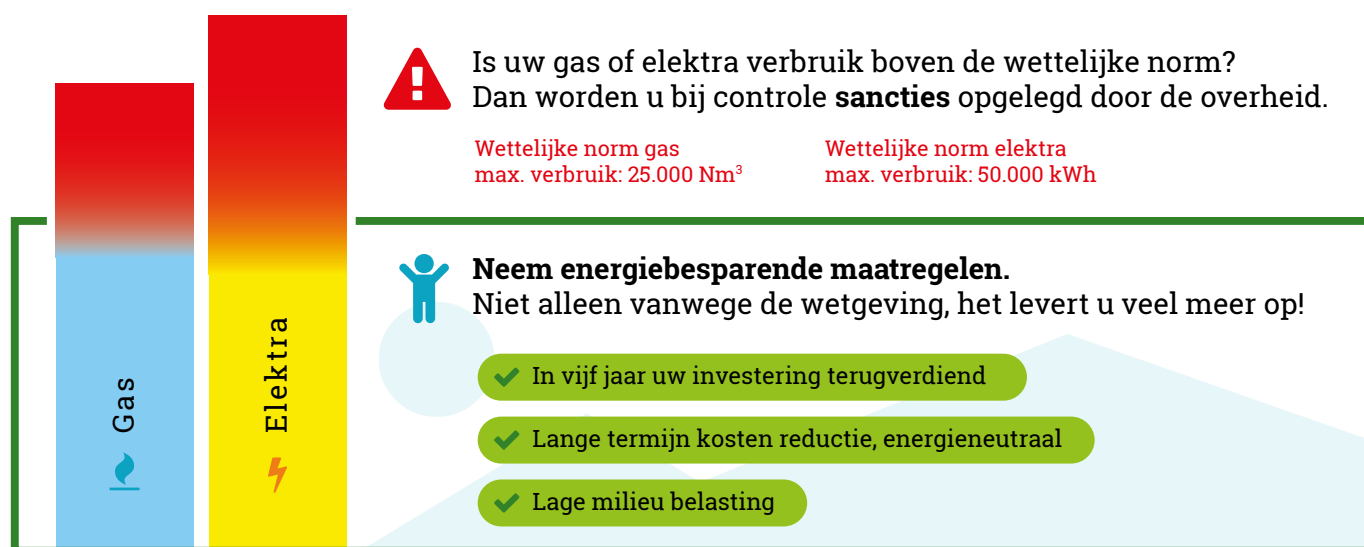 Is uw gas of elektra verbruik boven de wettelijke norm?
Dan worden u bij controle sancties opgelegd door de overheid.
Wettelijke norm gas
max. verbruik: 25.000 Nm³
Wettelijke norm elektra
max. verbruik: 50.000 kWh
Neem energiebesparende maatregelen.
Niet alleen vanwege de wetgeving, het levert u veel meer op!
In vijf jaar uw investering terugverdiend
Lange termijn kosten reductie, energieneutraal
Lage milieu belasting
Gas
Elektra